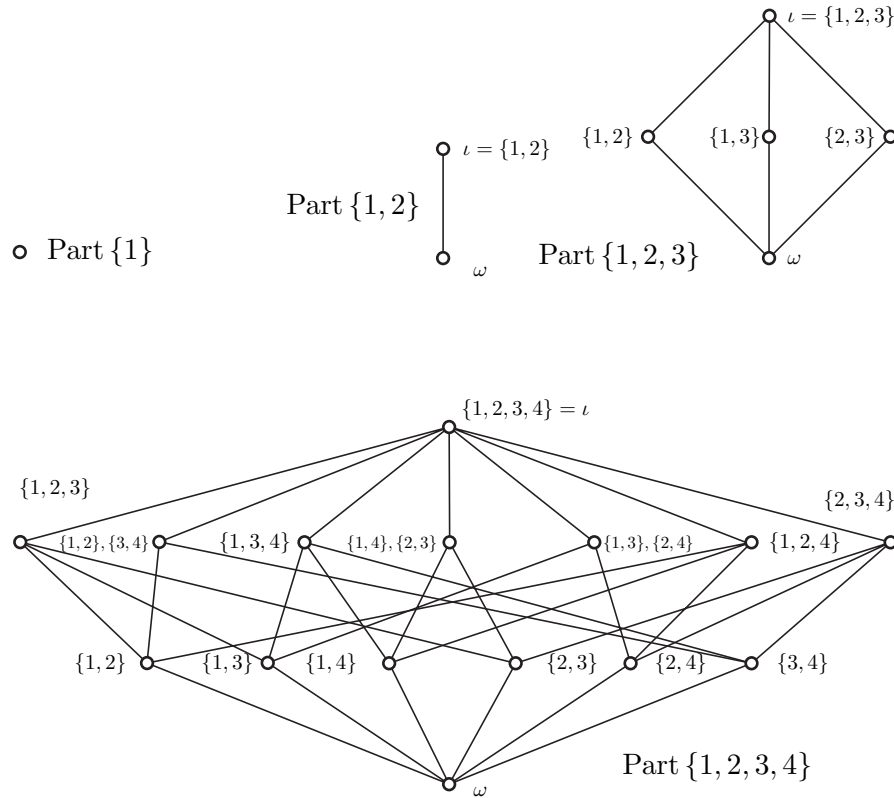 ι = {1, 2, 3}
{1, 2}
{1, 3}
{2, 3}
ι = {1, 2}
Part {1, 2}
Part {1}
Part {1, 2, 3}
ω
ω
{1, 2, 3, 4} = ι
{1, 2, 3}
{2, 3, 4}
{1, 2}, {3, 4}
{1, 3, 4}
{1, 4}, {2, 3}
{1, 3}, {2, 4}
{1, 2, 4}
{1, 2}
{1, 3}
{1, 4}
{2, 3}
{2, 4}
{3, 4}
Part {1, 2, 3, 4}
ω